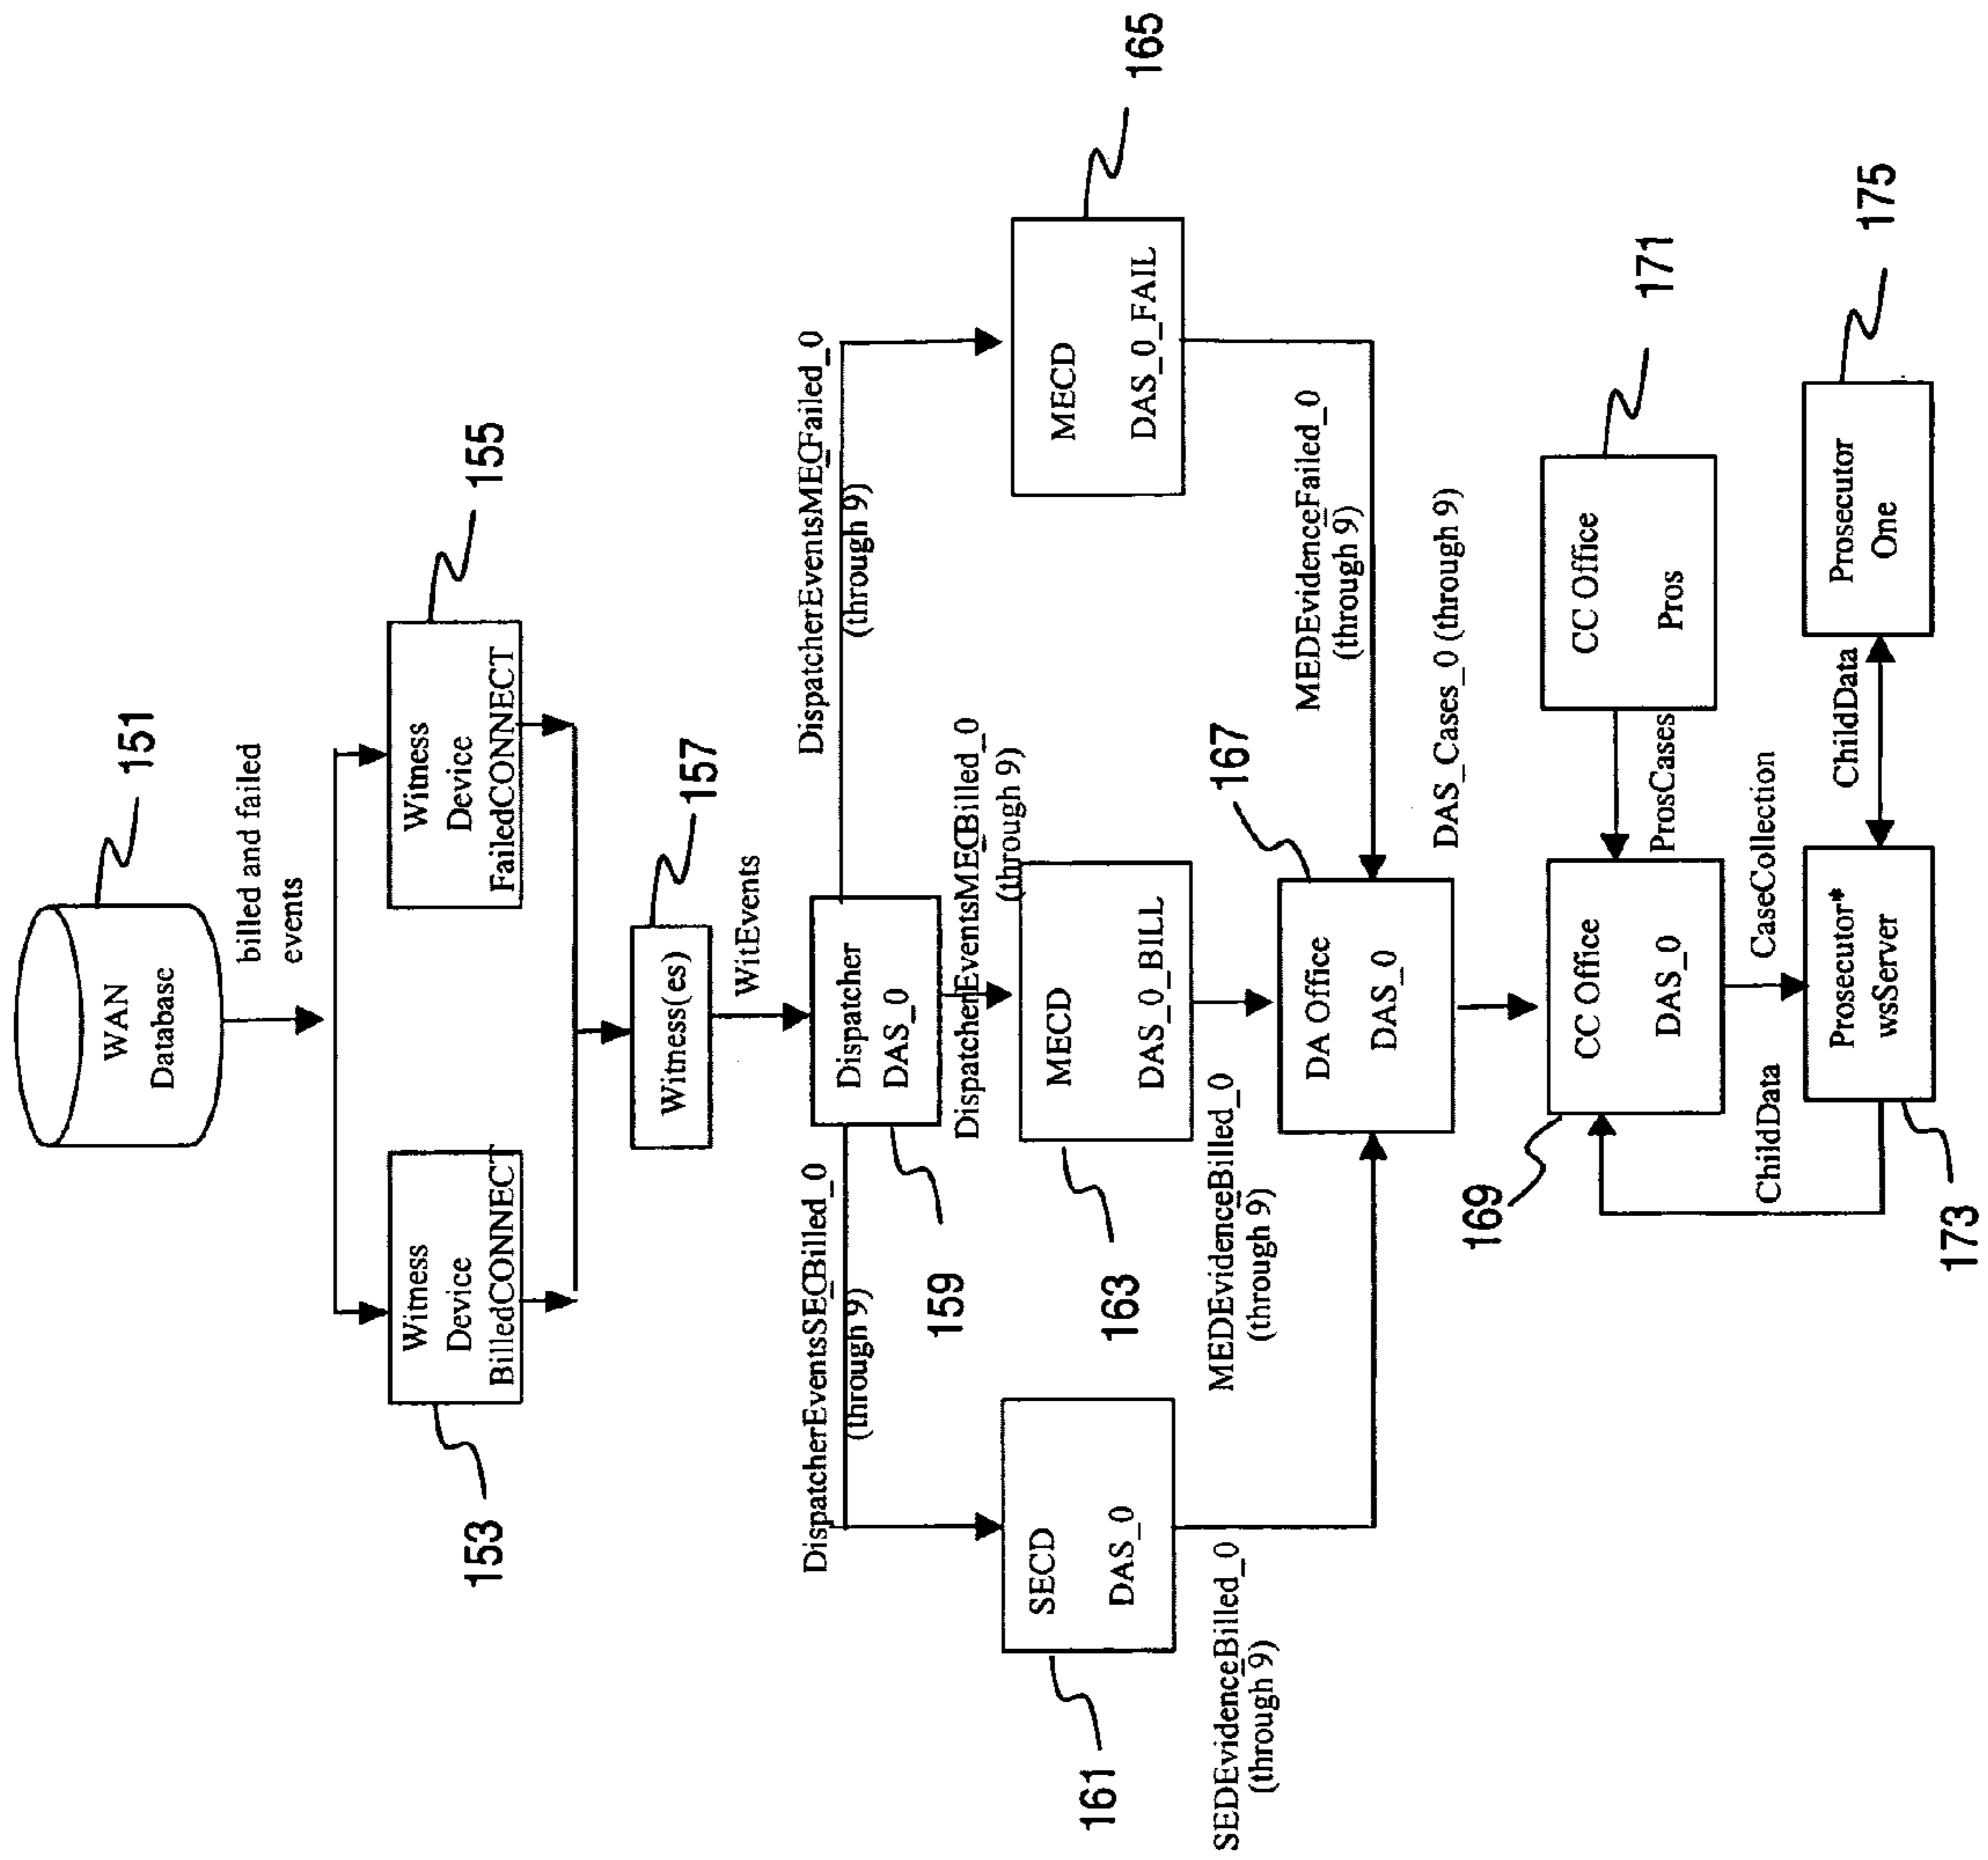 WAN
Database
151
billed and failed
events
Witness
Device
BilledCONNECT
153
Witness
Device
FailedCONNECT
155
Witness(es)
157
WitEvents
Dispatcher
DAS_0
159
DispatcherEventsSECBilled_0
(through 9)
DispatcherEventsMECBilled_0
(through 9)
DispatcherEventsMECFailed_0
(through 9)
SECD
DAS_0
161
MECD
DAS_0_BILL
163
MECD
DAS_0_FAIL
165
SEDEvidenceBilled_0
(through 9)
MEDEvidenceBilled_0
(through 9)
MEDEvidenceFailed_0
(through 9)
DA Office
DAS_0
167
DAS_Cases_0 (through 9)
CC Office
DAS_0
169
ProsCases
CC Office
Pros
171
ChildData
CaseCollection
Prosecutor*
wsServer
173
ChildData
Prosecutor
One
175